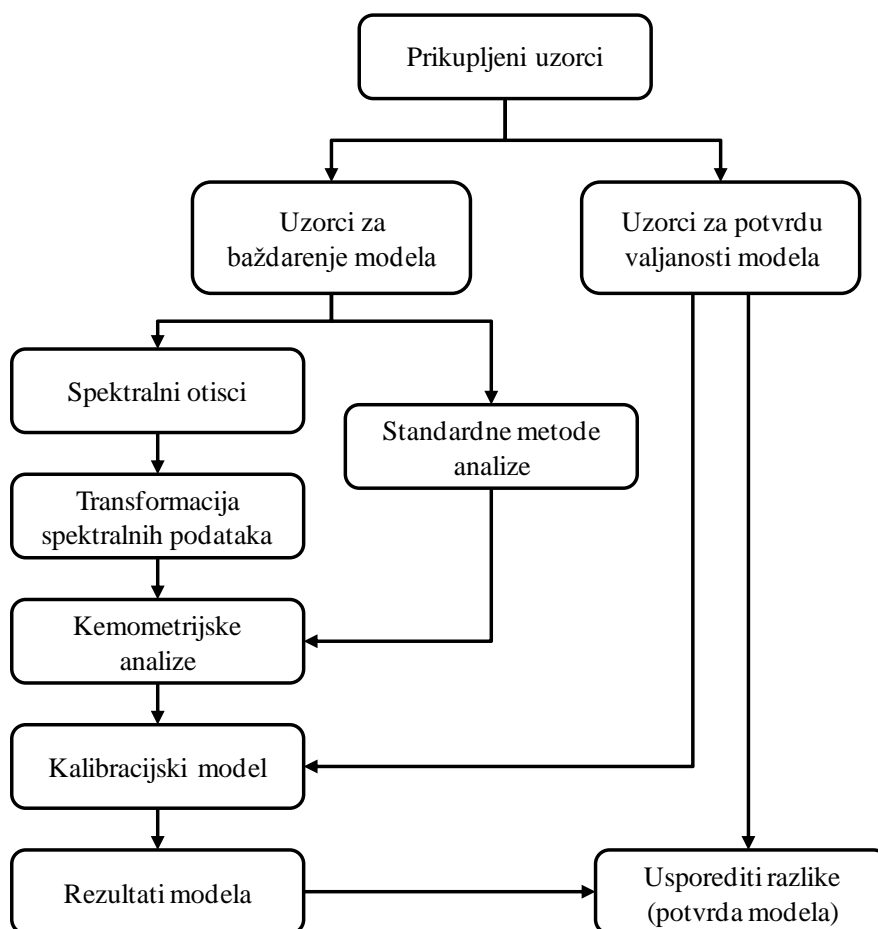 Prikupljeni uzorci
Uzorci za
baždarenje modela
Uzorci za potvrdu
valjanosti modela
Spektralni otisci
Standardne metode
analize
Transformacija
spektralnih podataka
Kemometrijske
analize
Kalibracijski model
Rezultati modela
Usporediti razlike
(potvrda modela)